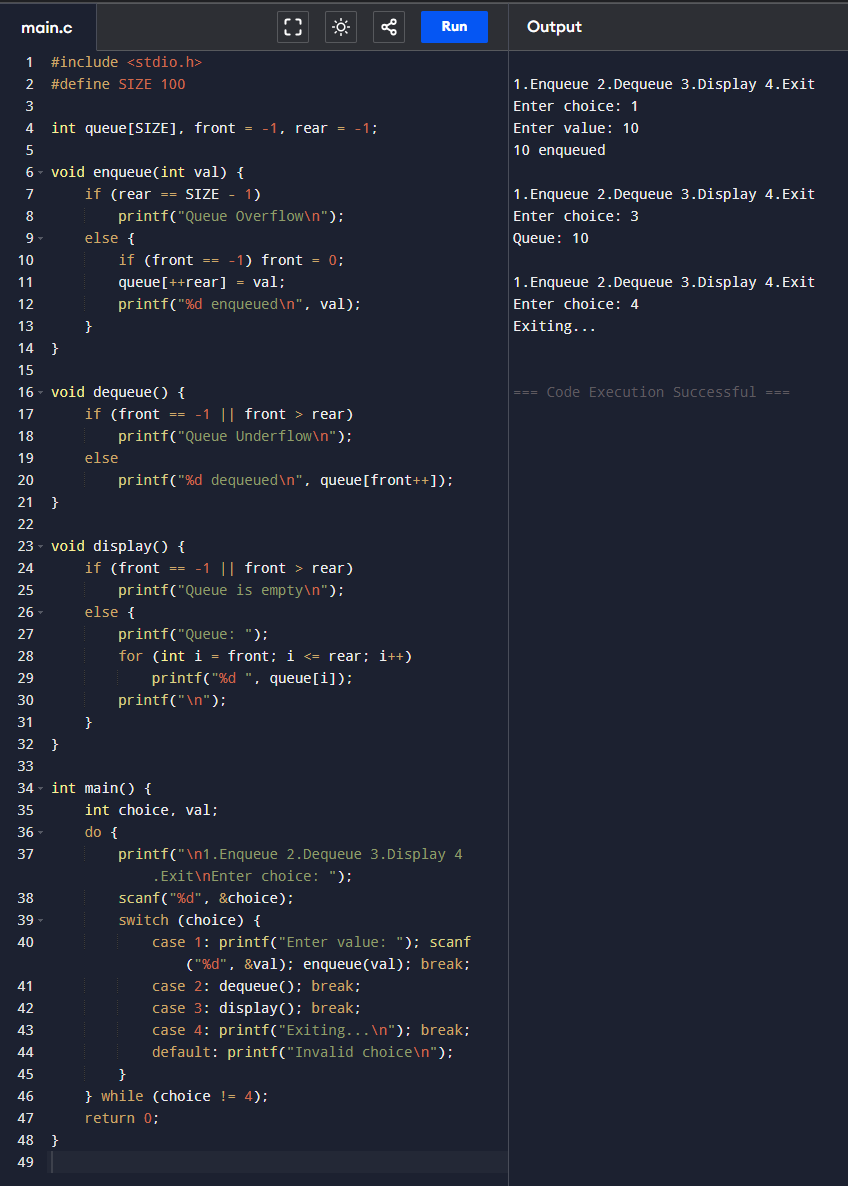 main.c
Run
Output
1 #include <stdio.h>
2 #define SIZE 100
3
4 int queue[SIZE], front = -1, rear = -1;
5
6 void enqueue(int val) {
7     if (rear == SIZE - 1)
8         printf("Queue Overflow\n");
9     else {
10         if (front == -1) front = 0;
11         queue[++rear] = val;
12         printf("%d enqueued\n", val);
13     }
14 }
15
16 void dequeue() {
17     if (front == -1 || front > rear)
18         printf("Queue Underflow\n");
19     else
20         printf("%d dequeued\n", queue[front++]);
21 }
22
23 void display() {
24     if (front == -1 || front > rear)
25         printf("Queue is empty\n");
26     else {
27         printf("Queue: ");
28         for (int i = front; i <= rear; i++)
29             printf("%d ", queue[i]);
30         printf("\n");
31     }
32 }
33
34 int main() {
35     int choice, val;
36     do {
37         printf("\n1.Enqueue 2.Dequeue 3.Display 4
            .Exit\nEnter choice: ");
38         scanf("%d", &choice);
39         switch (choice) {
40             case 1: printf("Enter value: "); scanf
                ("%d", &val); enqueue(val); break;
41             case 2: dequeue(); break;
42             case 3: display(); break;
43             case 4: printf("Exiting...\n"); break;
44             default: printf("Invalid choice\n");
45         }
46     } while (choice != 4);
47     return 0;
48 }
49
1.Enqueue 2.Dequeue 3.Display 4.Exit
Enter choice: 1
Enter value: 10
10 enqueued

1.Enqueue 2.Dequeue 3.Display 4.Exit
Enter choice: 3
Queue: 10

1.Enqueue 2.Dequeue 3.Display 4.Exit
Enter choice: 4
Exiting...

=== Code Execution Successful ===